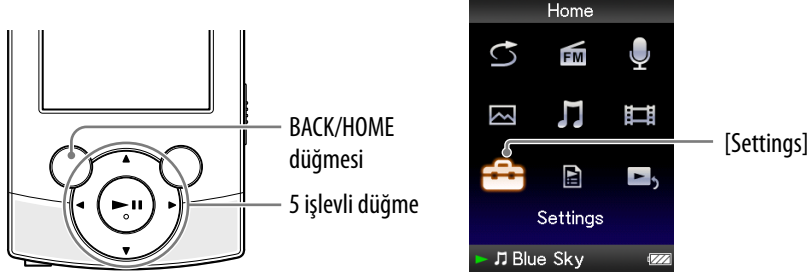 BACK/HOME
düğmesi
5 işlevli düğme
Home
FM
[Settings]
Settings
Blue Sky